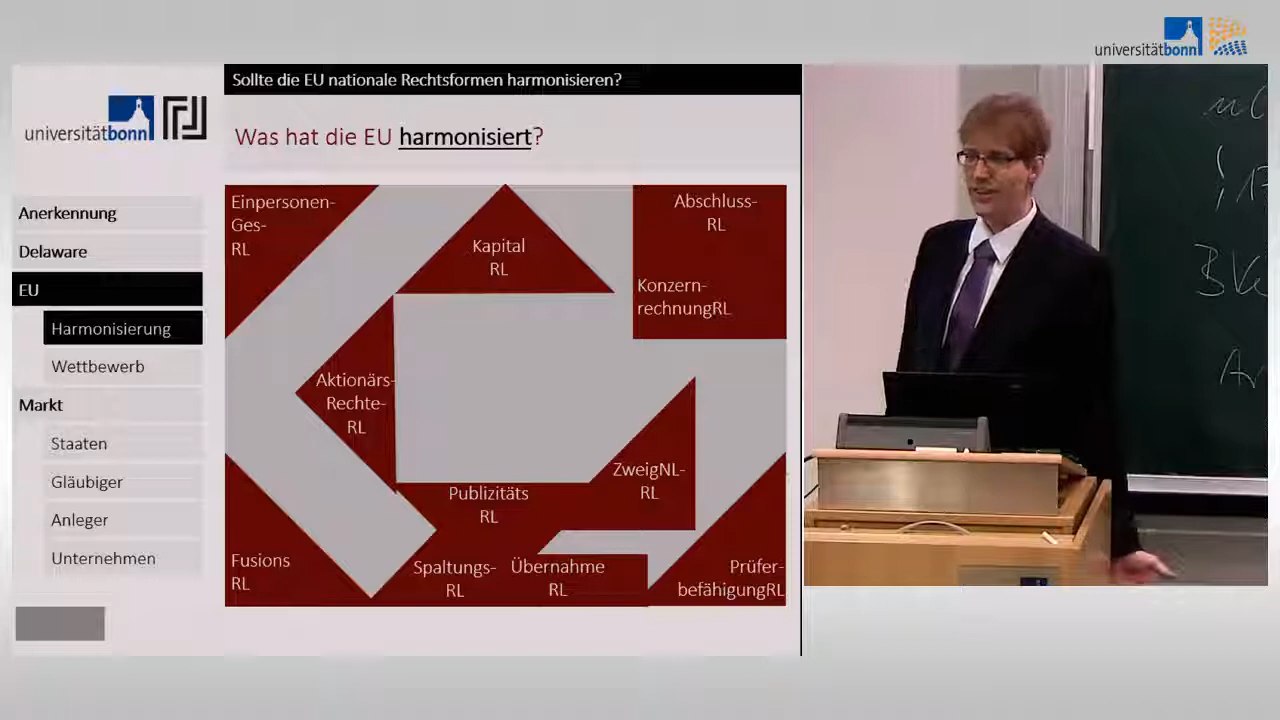 universitätbonn
Sollte die EU nationale Rechtsformen harmonisieren?
universitätbonn
Was hat die EU harmonisiert?
Anerkennung
Delaware
EU
Harmonisierung
Wettbewerb
Markt
Staaten
Gläubiger
Anleger
Unternehmen
Einpersonen-
Ges-
RL
Kapital
RL
Abschluss-
RL
Konzern-
rechnungRL
Aktionärs-
Rechte-
RL
ZweigNL-
RL
Publizitäts
RL
Fusions
RL
Spaltungs-
RL
Übernahme
RL
Prüfer-
befähigungRL